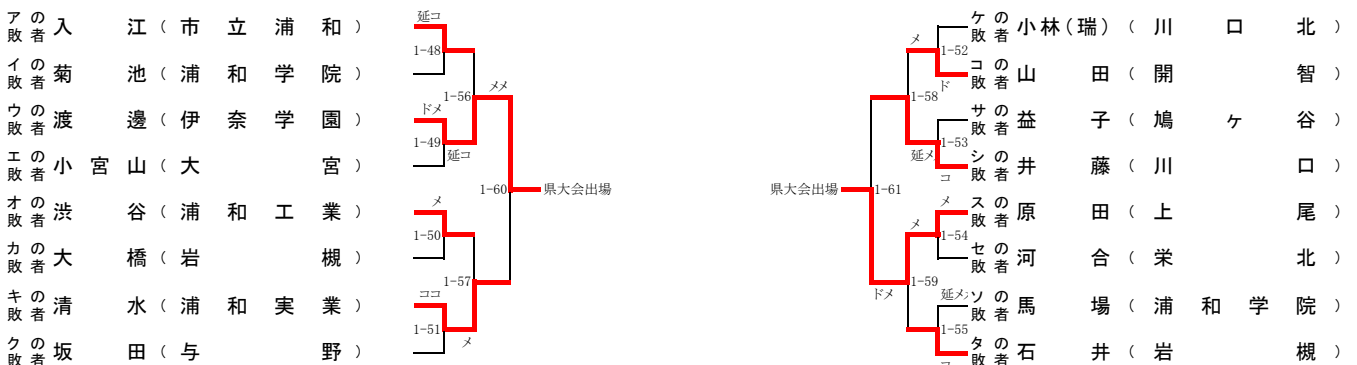 アの敗者 入江（市立浦和） 延コ
1-48
イの敗者 菊池（浦和学院）
1-56 メメ
ウの敗者 渡邊（伊奈学園） ドメ
1-49
エの敗者 小宮山（大宮） 延コ
1-60 県大会出場
オの敗者 渋谷（浦和工業） メ
1-50
カの敗者 大橋（岩槻）
1-57
キの敗者 清水（浦和実業） ココ
1-51
クの敗者 坂田（与野） メ
ケの敗者 小林(瑞)（川口北）
メ 1-52
コの敗者 山田（開智） ド
1-58
サの敗者 益子（鳩ヶ谷）
1-53
シの敗者 井藤（川口） 延メ コ
県大会出場 1-61
スの敗者 原田（上尾） メ
メ 1-54
セの敗者 河合（栄北）
1-59 ドメ
ソの敗者 馬場（浦和学院） 延メ
1-55
タの敗者 石井（岩槻）